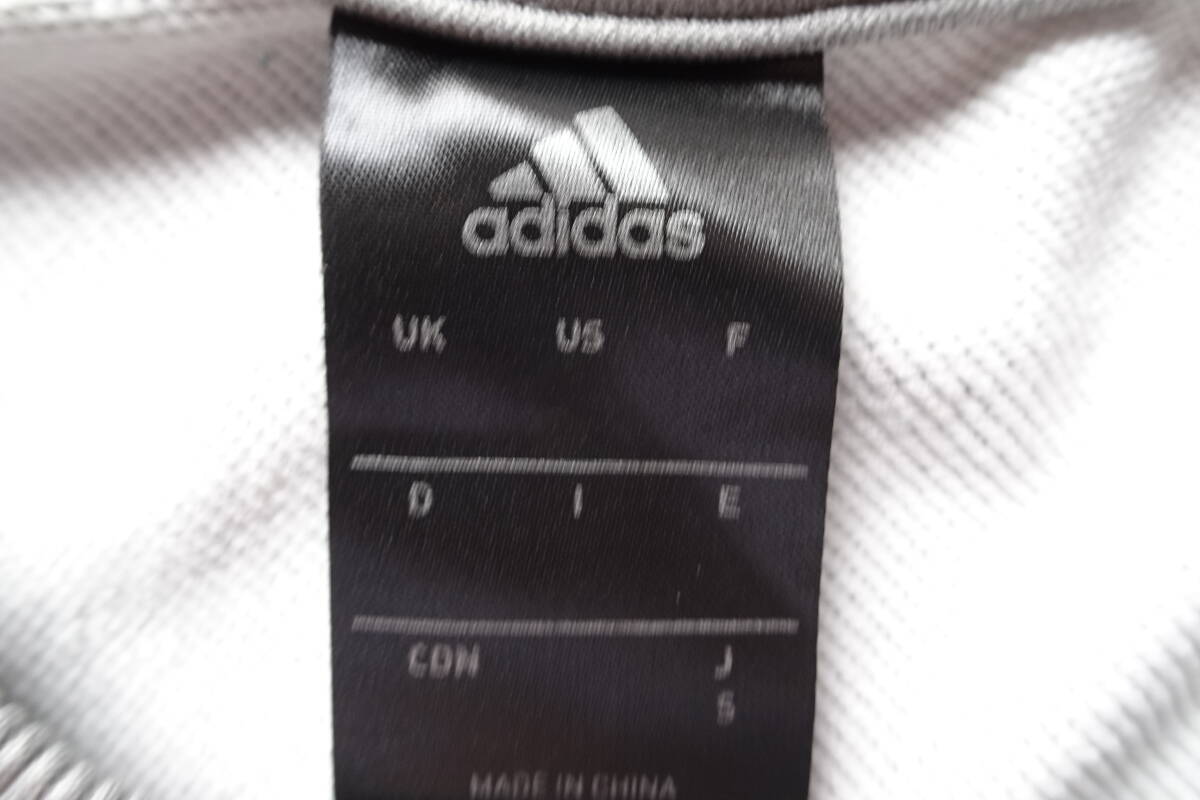 adidas
UK US F
D I E
CDN J
S
MADE IN CHINA